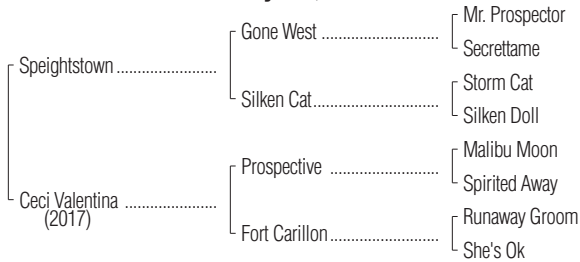 Mr. Prospector
Gone West ............................
Secrettame
Speightstown ........................
Storm Cat
Silken Cat..............................
Silken Doll
Malibu Moon
Prospective ..........................
Spirited Away
Ceci Valentina ......................
(2017)
Runaway Groom
Fort Carillon..........................
She's Ok